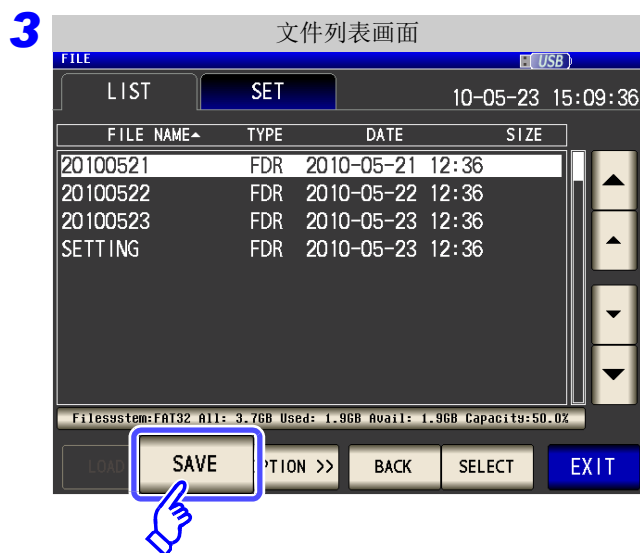 3
文件列表画面
FILE USB
LIST SET 10-05-23 15:09:36
FILE NAME▲ TYPE DATE SIZE
20100521 FDR 2010-05-21 12:36
20100522 FDR 2010-05-22 12:36
20100523 FDR 2010-05-23 12:36
SETTING FDR 2010-05-23 12:36
Filesystem:FAT32 All: 3.7GB Used: 1.9GB Avail: 1.9GB Capacity:50.0%
LOAD SAVE PTION >> BACK SELECT EXIT